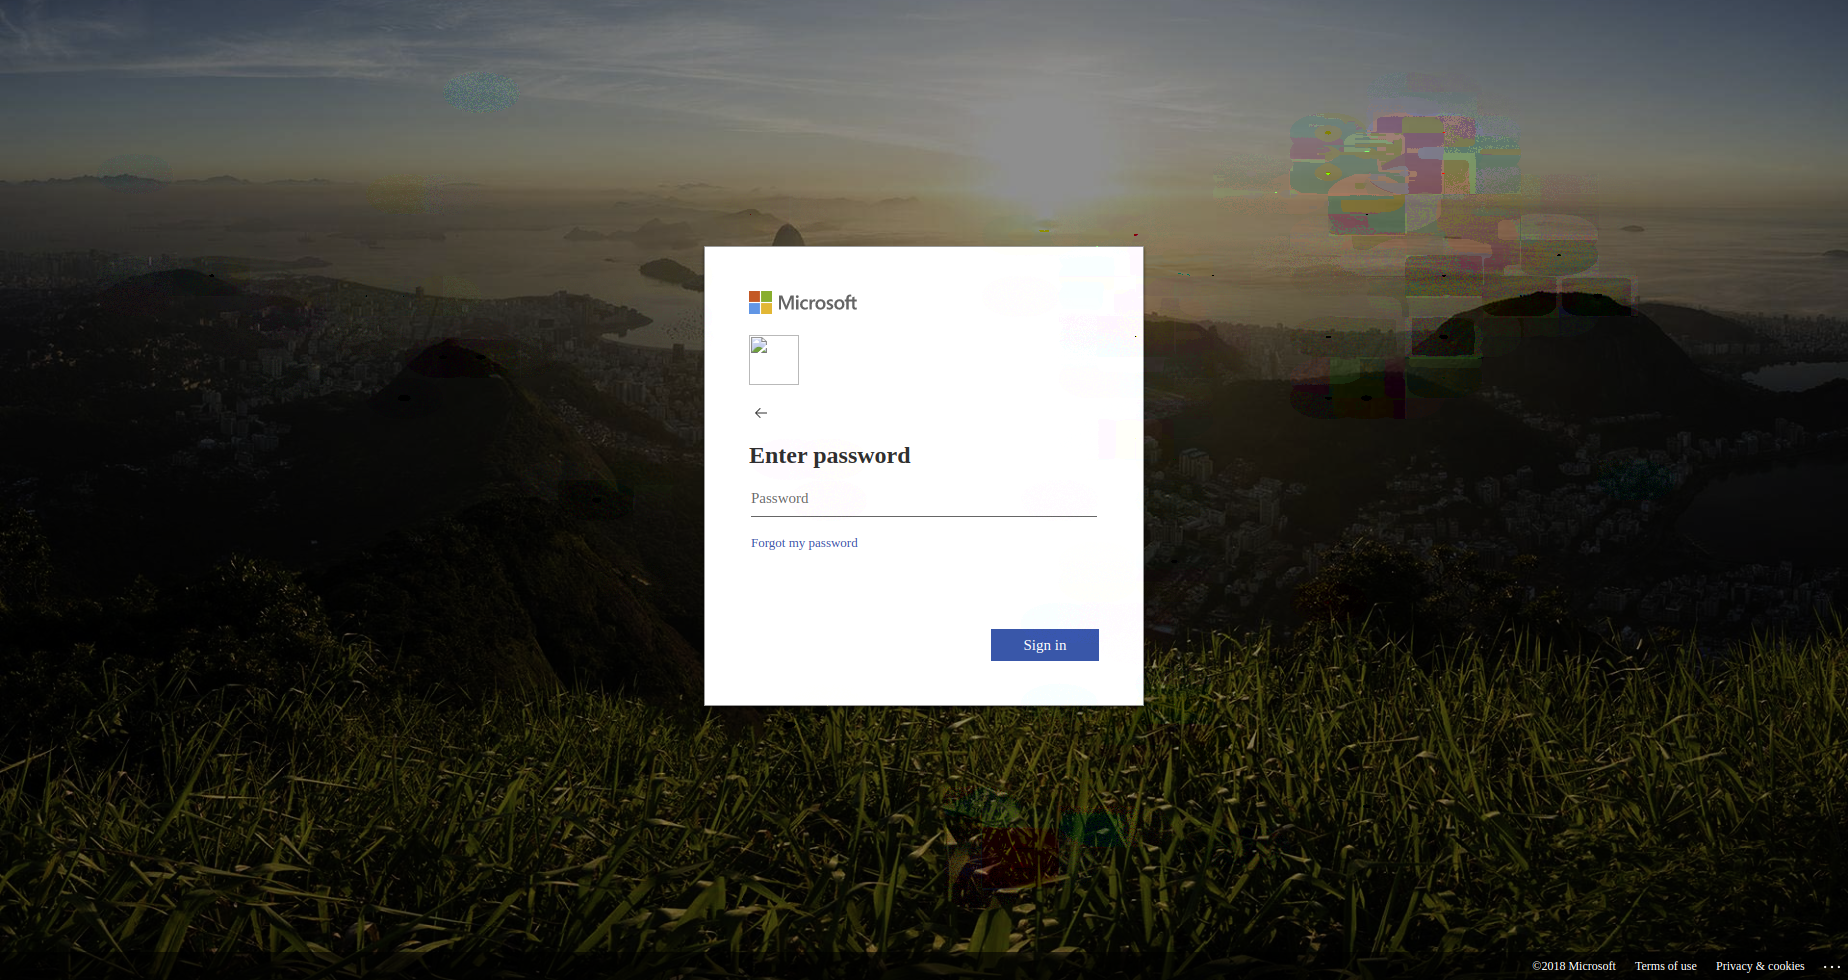 Microsoft
Enter password
Password
Forgot my password
Sign in
©2018 Microsoft Terms of use Privacy & cookies ...